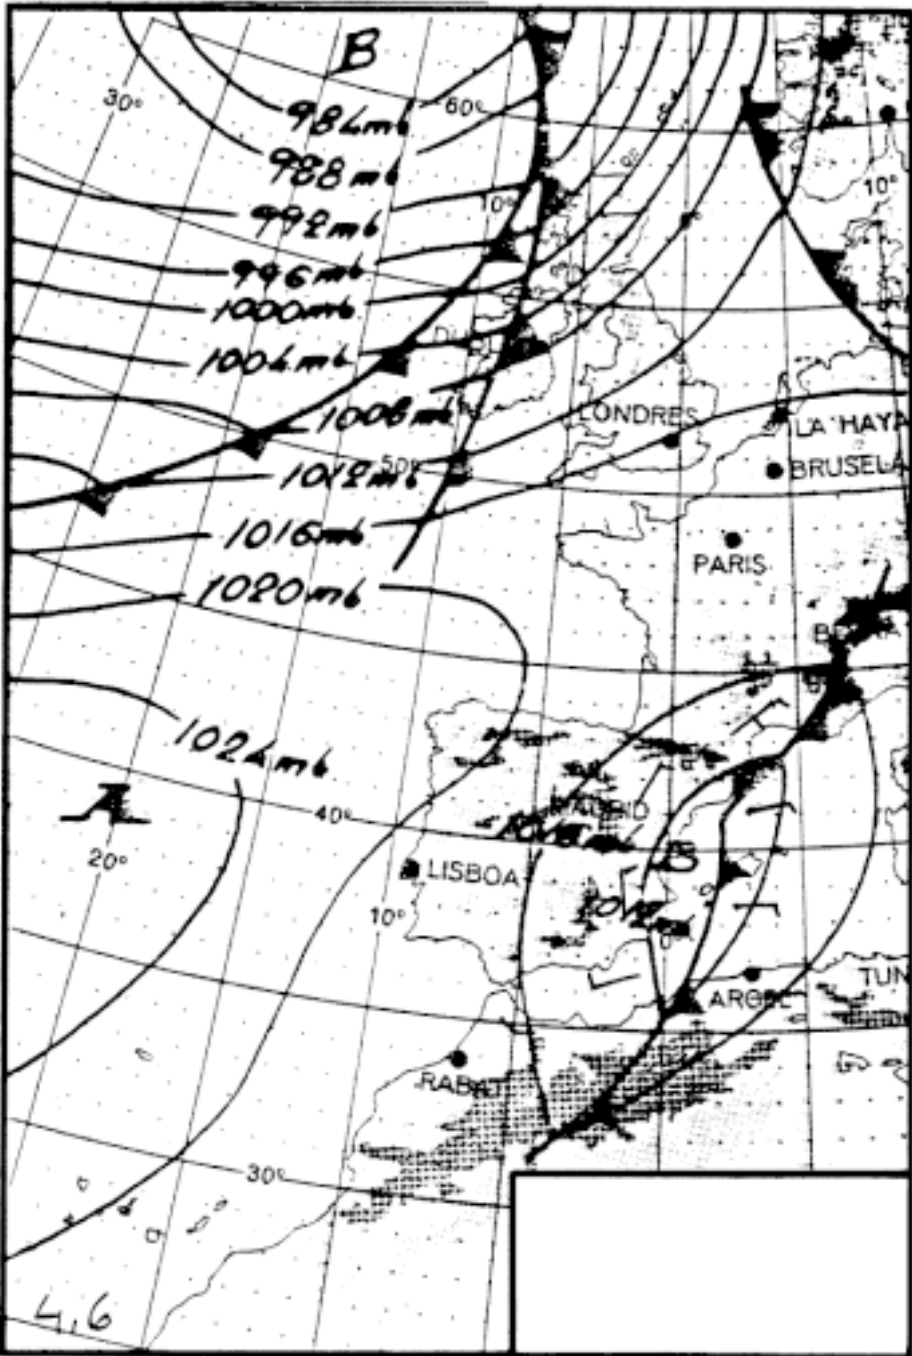 B
30°
60°
984mb
988mb
10°
10°
992mb
996mb
1000mb
1004mb
1008mb
LONDRES
LA HAYA
50°
1012mb
BRUSELA
1016mb
PARIS
1020mb
1024mb
A
40°
MADRID
B
20°
LISBOA
1012
10°
0°
ARGEL
TUN
RABAT
30°
4,6